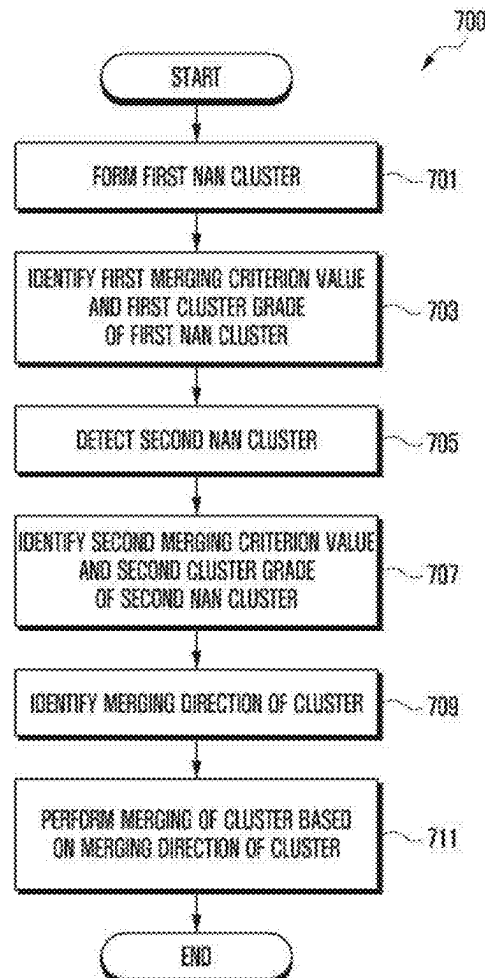 700
START
FORM FIRST NAN CLUSTER
701
IDENTIFY FIRST MERGING CRITERION VALUE
AND FIRST CLUSTER GRADE
OF FIRST NAN CLUSTER
703
DETECT SECOND NAN CLUSTER
705
IDENTIFY SECOND MERGING CRITERION VALUE
AND SECOND CLUSTER GRADE
OF SECOND NAN CLUSTER
707
IDENTIFY MERGING DIRECTION OF CLUSTER
709
PERFORM MERGING OF CLUSTER BASED
ON MERGING DIRECTION OF CLUSTER
711
END